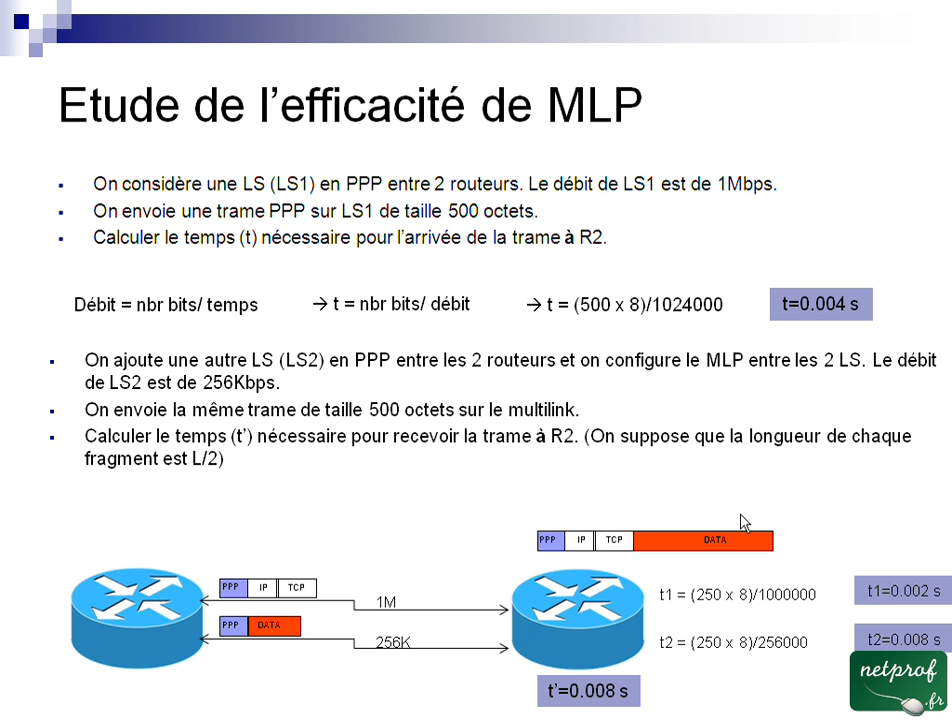 Etude de l'efficacité de MLP
On considère une LS (LS1) en PPP entre 2 routeurs. Le débit de LS1 est de 1Mbps.
On envoie une trame PPP sur LS1 de taille 500 octets.
Calculer le temps (t) nécessaire pour l'arrivée de la trame à R2.
Débit = nbr bits/ temps → t = nbr bits/ débit → t = (500 x 8)/1024000 t=0.004 s
On ajoute une autre LS (LS2) en PPP entre les 2 routeurs et on configure le MLP entre les 2 LS. Le débit
de LS2 est de 256Kbps.
On envoie la même trame de taille 500 octets sur le multilink.
Calculer le temps (t') nécessaire pour recevoir la trame à R2. (On suppose que la longueur de chaque
fragment est L/2)
PPP IP TCP DATA
PPP IP TCP
1M
t1 = (250 x 8)/1000000 t1=0.002 s
PPP DATA
256K
t2 = (250 x 8)/256000 t2=0.008 s
t'=0.008 s
netprof
.fr